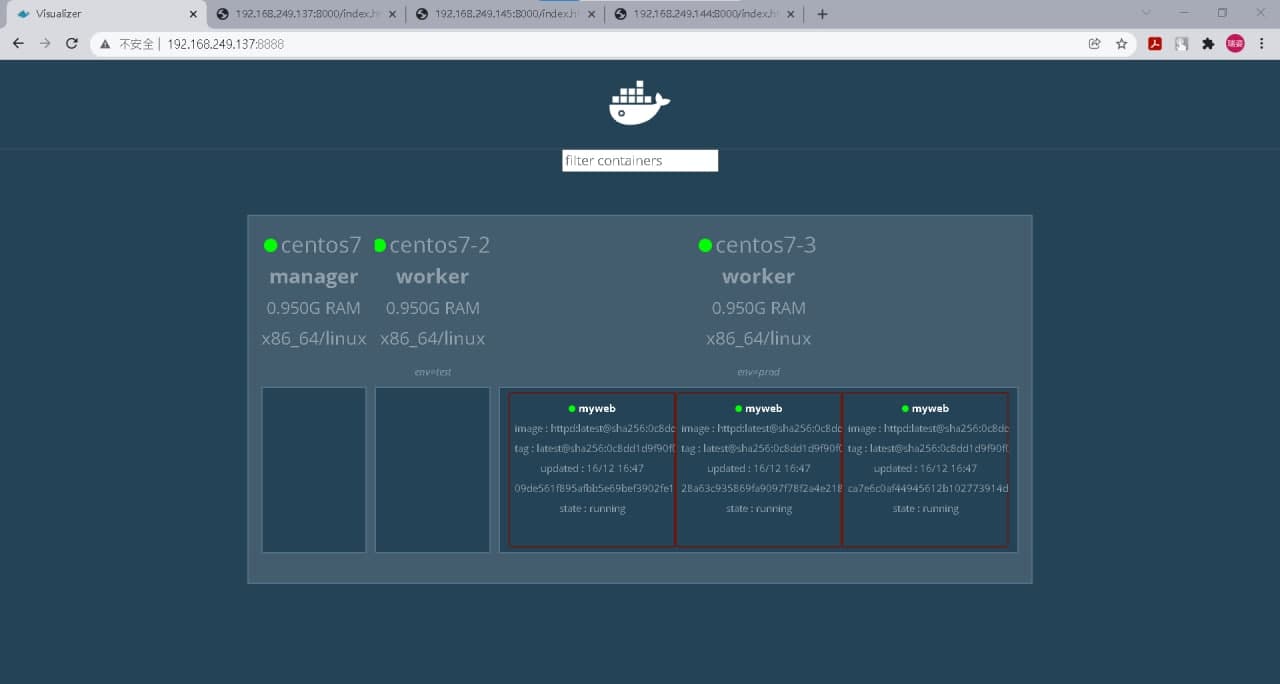 Visualizer
192.168.249.137:8000/index.h
192.168.249.145:8000/index.h
192.168.249.144:8000/index.h
不安全 | 192.168.249.137:8888
filter containers
centos7
manager
0.950G RAM
x86_64/linux
centos7-2
worker
0.950G RAM
x86_64/linux
env=test
centos7-3
worker
0.950G RAM
x86_64/linux
env=prod
myweb
image : httpd:latest@sha256:0c8dc
tag : latest@sha256:0c8dd1d9f90f0
updated : 16/12 16:47
09de561f895afbb5e69bef3902fe1
state : running
myweb
image : httpd:latest@sha256:0c8dc
tag : latest@sha256:0c8dd1d9f90f0
updated : 16/12 16:47
28a63c935869fa9097f78f2a4e218
state : running
myweb
image : httpd:latest@sha256:0c8dc
tag : latest@sha256:0c8dd1d9f90f0
updated : 16/12 16:47
ca7e6c0af44945612b102773914d
state : running